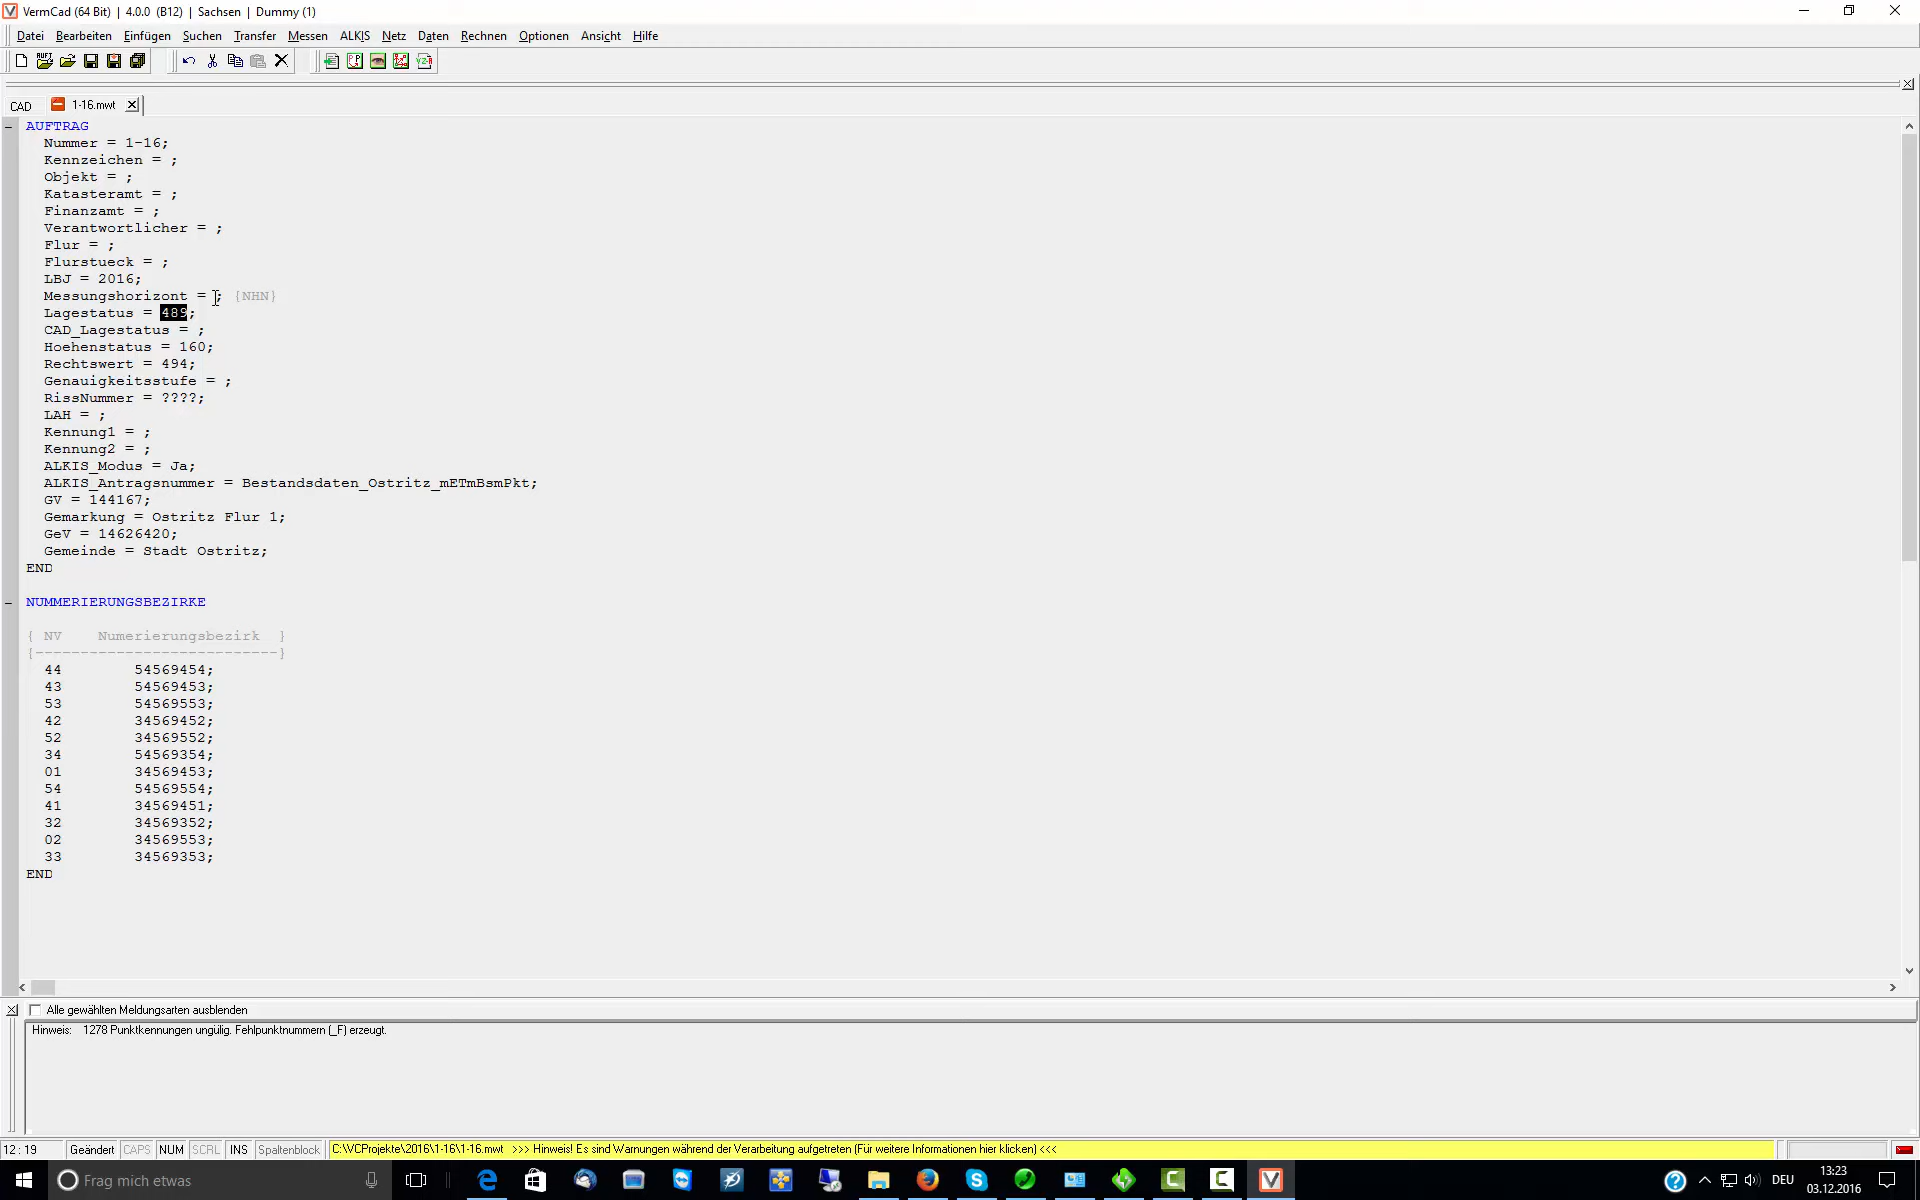 VermCad (64 Bit) | 4.0.0 (B12) | Sachsen | Dummy (1)
Datei Bearbeiten Einfügen Suchen Transfer Messen ALKIS Netz Daten Rechnen Optionen Ansicht Hilfe
CAD 1-16.mwt
AUFTRAG
Nummer = 1-16;
Kennzeichen = ;
Objekt = ;
Katasteramt = ;
Finanzamt = ;
Verantwortlicher = ;
Flur = ;
Flurstueck = ;
LBJ = 2016;
Messungshorizont = ; {NHN}
Lagestatus = 489;
CAD_Lagestatus = ;
Hoehenstatus = 160;
Rechtswert = 494;
Genauigkeitsstufe = ;
RissNummer = ????;
LAH = ;
Kennung1 = ;
Kennung2 = ;
ALKIS_Modus = Ja;
ALKIS_Antragsnummer = Bestandsdaten_Ostritz_mETmBsmPkt;
GV = 144167;
Gemarkung = Ostritz Flur 1;
GeV = 14626420;
Gemeinde = Stadt Ostritz;
END
NUMMERIERUNGSBEZIRKE
{ NV Numerierungsbezirk }
{---------------------------}
44 54569454;
43 54569453;
53 54569553;
42 34569452;
52 34569552;
34 54569354;
01 34569453;
54 54569554;
41 34569451;
32 34569352;
02 34569553;
33 34569353;
END
Alle gewählten Meldungsarten ausblenden
Hinweis: 1278 Punktkennungen ungülig. Fehlpunktnummern (_F) erzeugt.
12 : 19 Geändert CAPS NUM SCRL INS Spaltenblock C:\VCProjekte\2016\1-16\1-16.mwt >>> Hinweis! Es sind Warnungen während der Verarbeitung aufgetreten (Für weitere Informationen hier klicken) <<<
Frag mich etwas
DEU
13:23
03.12.2016